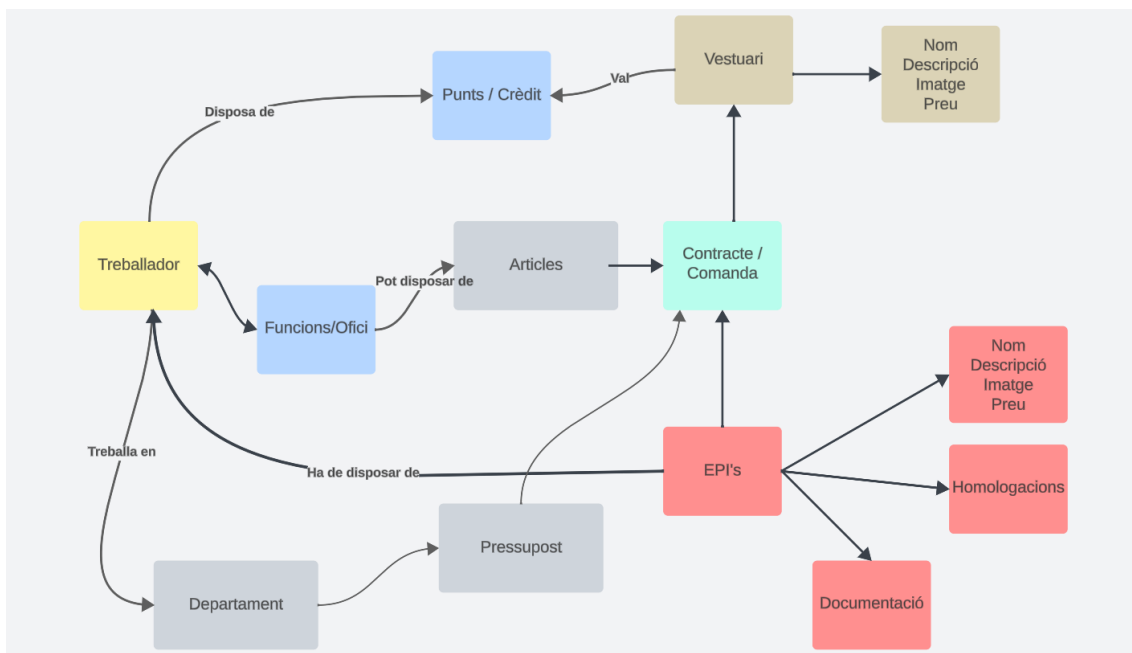 Vestuari
Nom
Descripció
Imatge
Preu
Val
Punts / Crèdit
Disposa de
Treballador
Articles
Contracte /
Comanda
Pot disposar de
Funcions/Ofici
Nom
Descripció
Imatge
Preu
Treballa en
Ha de disposar de
EPI's
Homologacions
Pressupost
Departament
Documentació